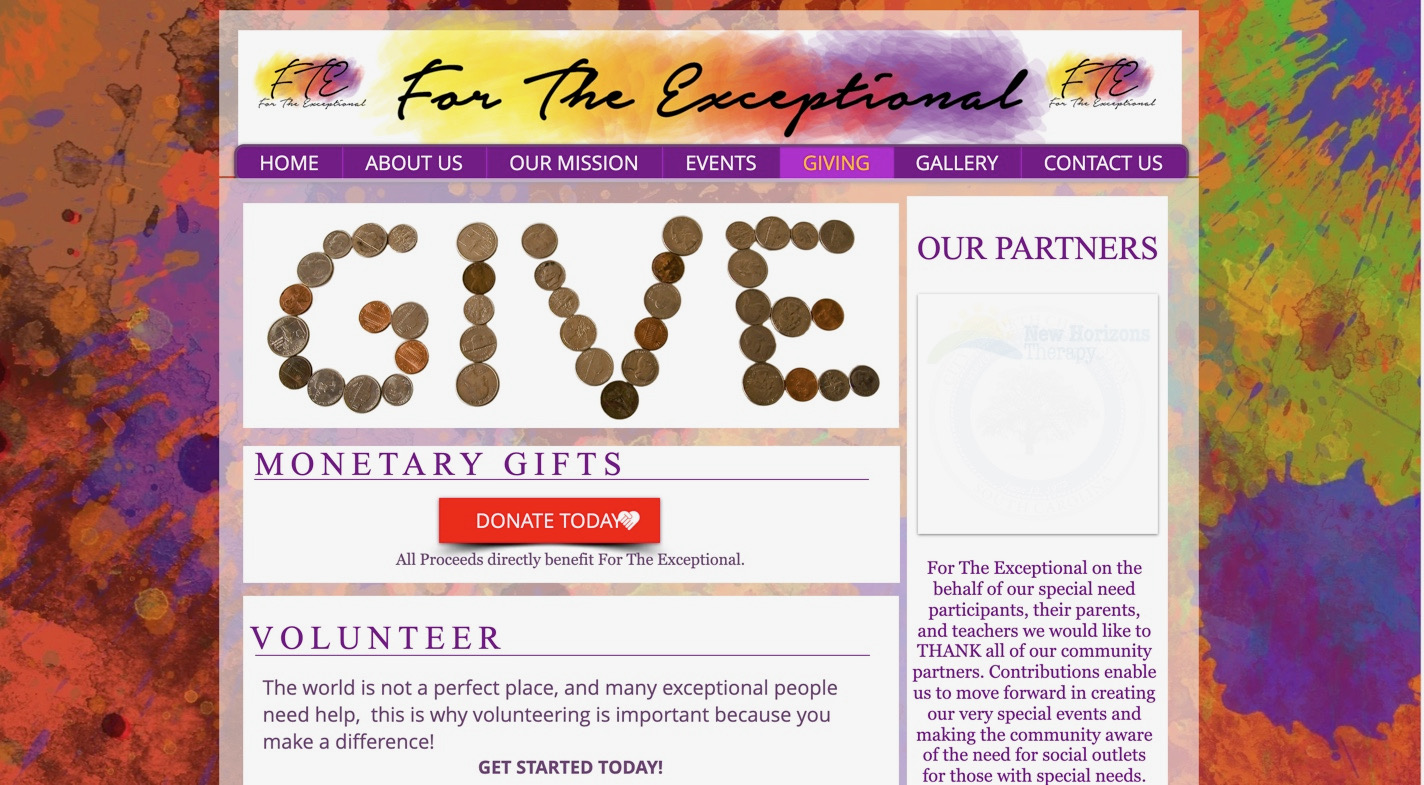 FTE
For The Exceptional
For The Exceptional
FTE
For The Exceptional
HOME ABOUT US OUR MISSION EVENTS GIVING GALLERY CONTACT US
GIVE
MONETARY GIFTS
DONATE TODAY
All Proceeds directly benefit For The Exceptional.
VOLUNTEER
The world is not a perfect place, and many exceptional people
need help,  this is why volunteering is important because you
make a difference!
GET STARTED TODAY!
OUR PARTNERS
New Horizons
Therapy
For The Exceptional on the
behalf of our special need
participants, their parents,
and teachers we would like to
THANK all of our community
partners. Contributions enable
us to move forward in creating
our very special events and
making the community aware
of the need for social outlets
for those with special needs.